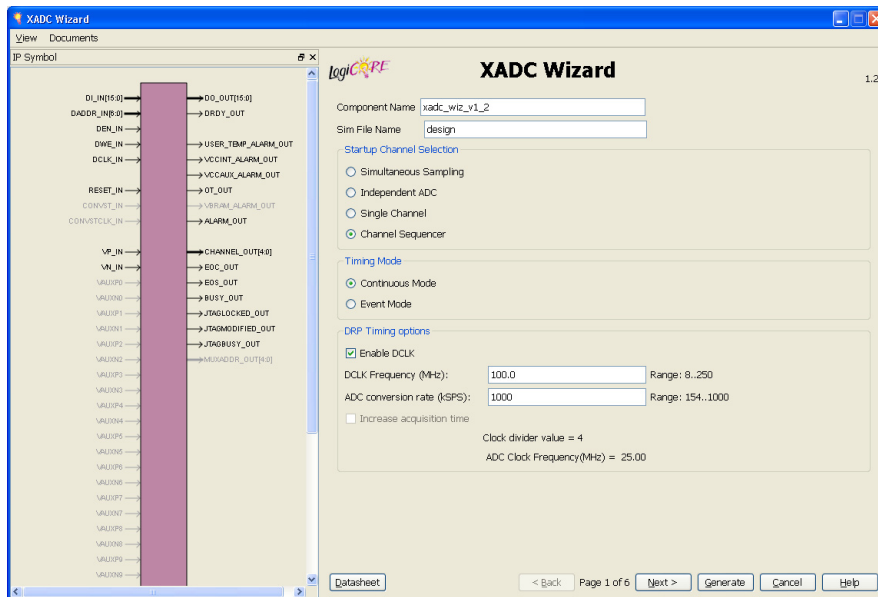 XADC Wizard
View Documents
IP Symbol
DI_IN[15:0]
DADDR_IN[6:0]
DEN_IN
DWE_IN
DCLK_IN
RESET_IN
CONVST_IN
CONVSTCLK_IN
VP_IN
VN_IN
VAUXP0
VAUXN0
VAUXP1
VAUXN1
VAUXP2
VAUXN2
VAUXP3
VAUXN3
VAUXP4
VAUXN4
VAUXP5
VAUXN5
VAUXP6
VAUXN6
VAUXP7
VAUXN7
VAUXP8
VAUXN8
VAUXP9
VAUXN9
DO_OUT[15:0]
DRDY_OUT
USER_TEMP_ALARM_OUT
VCCINT_ALARM_OUT
VCCAUX_ALARM_OUT
OT_OUT
VBRAM_ALARM_OUT
ALARM_OUT
CHANNEL_OUT[4:0]
EOC_OUT
EOS_OUT
BUSY_OUT
JTAGLOCKED_OUT
JTAGMODIFIED_OUT
JTAGBUSY_OUT
MUXADDR_OUT[4:0]
LogiCORE
XADC Wizard
1.2
Component Name xadc_wiz_v1_2
Sim File Name design
Startup Channel Selection
Simultaneous Sampling
Independent ADC
Single Channel
Channel Sequencer
Timing Mode
Continuous Mode
Event Mode
DRP Timing options
Enable DCLK
DCLK Frequency (MHz): 100.0 Range: 8..250
ADC conversion rate (kSPS): 1000 Range: 154..1000
Increase acquisition time
Clock divider value = 4
ADC Clock Frequency(MHz) = 25.00
Datasheet < Back Page 1 of 6 Next > Generate Cancel Help